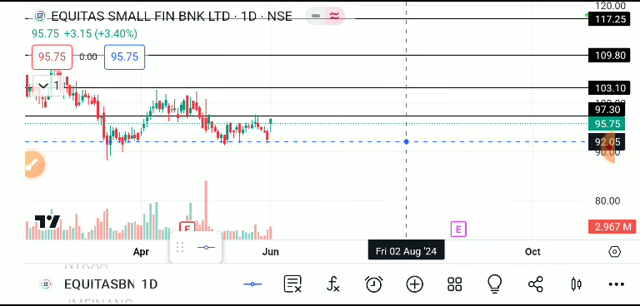 EQUITAS SMALL FIN BNK LTD · 1D · NSE
95.75 +3.15 (+3.40%)
95.75 0.00 95.75
1
120.00
117.25
109.80
103.10
97.30
95.75
92.05
90.00
80.00
2.967 M
E
E
Apr
Jun
Fri 02 Aug '24
Oct
EQUITASBN 1D